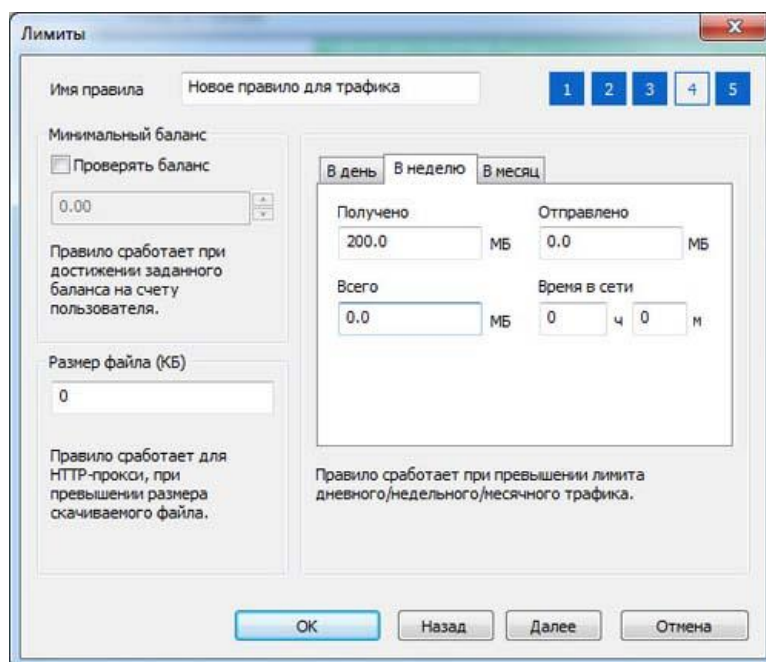 Лимиты
Имя правила
Новое правило для трафика
1 2 3 4 5
Минимальный баланс
Проверять баланс
0.00
Правило сработает при
достижении заданного
баланса на счету
пользователя.
Размер файла (КБ)
0
Правило сработает для
HTTP-прокси, при
превышении размера
скачиваемого файла.
В день В неделю В месяц
Получено Отправлено
200.0 МБ 0.0 МБ
Всего Время в сети
0.0 МБ 0 ч 0 м
Правило сработает при превышении лимита
дневного/недельного/месячного трафика.
OK Назад Далее Отмена